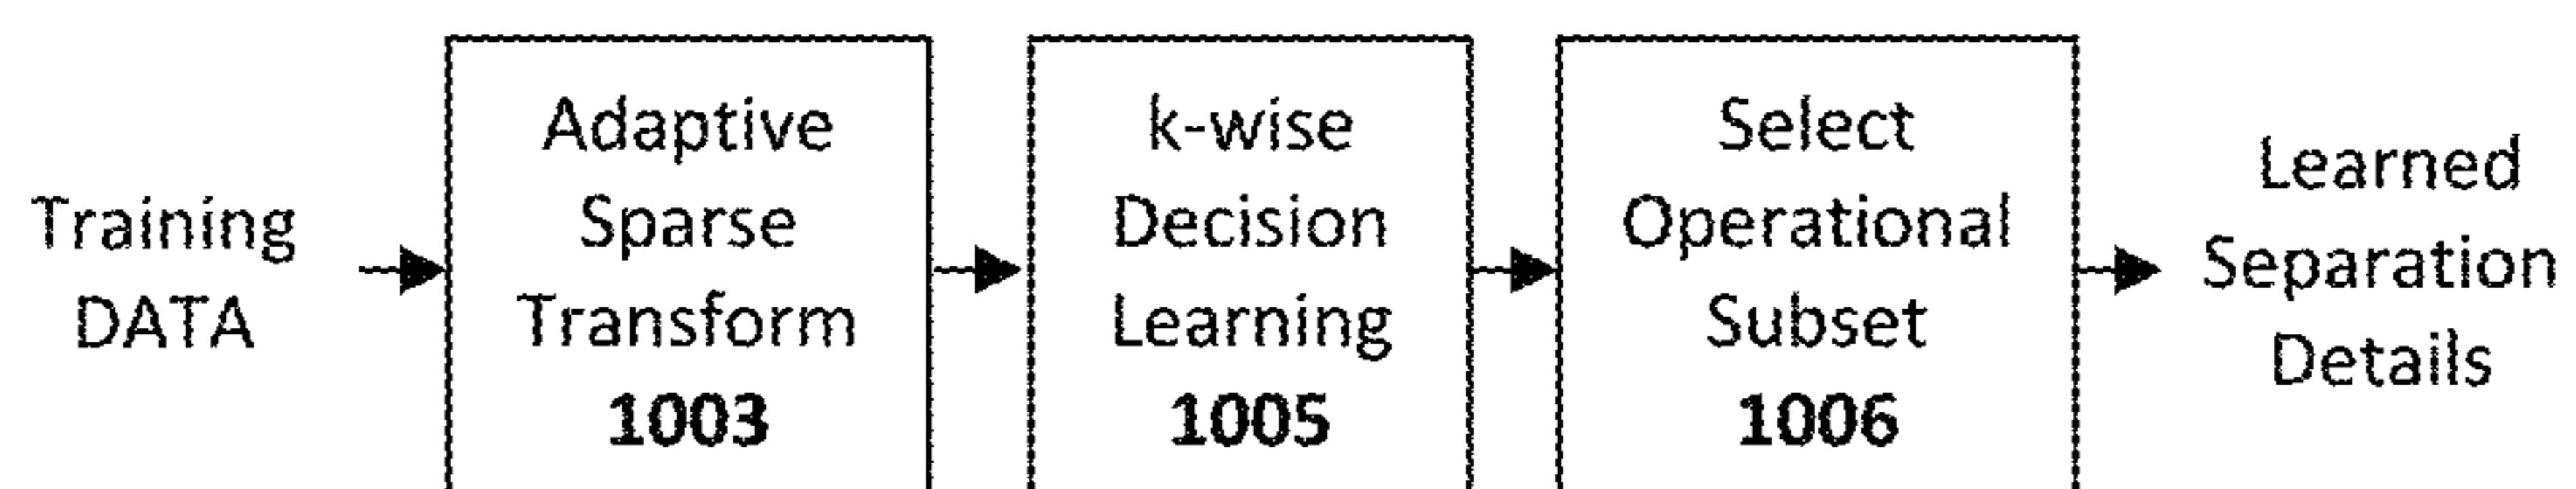 Training
DATA
Adaptive
Sparse
Transform
1003
k-wise
Decision
Learning
1005
Select
Operational
Subset
1006
Learned
Separation
Details